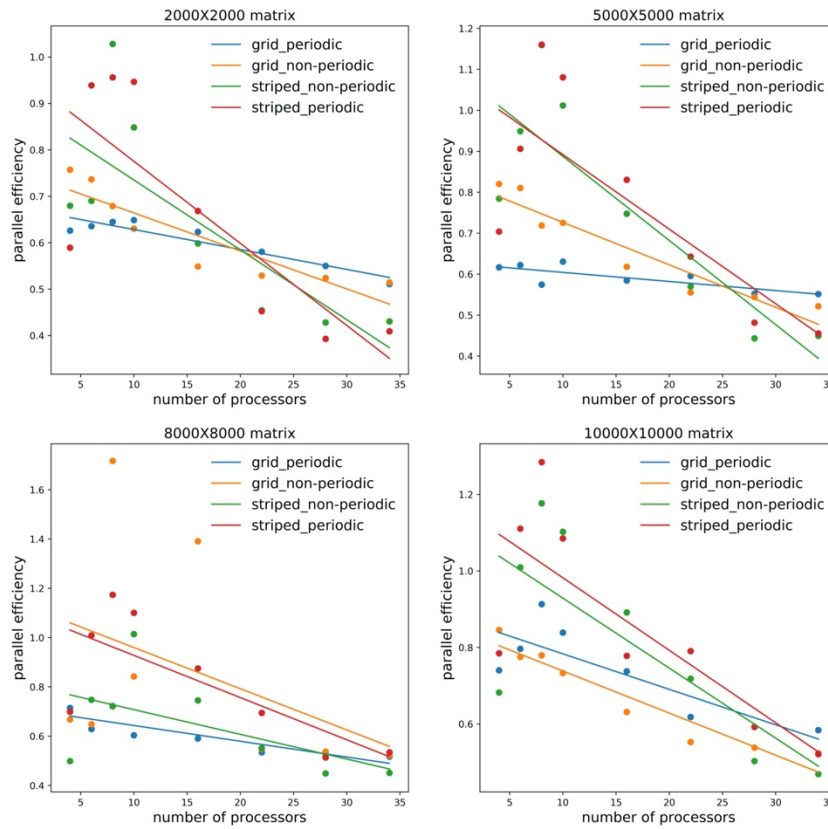 2000X2000 matrix
grid_periodic
grid_non-periodic
striped_non-periodic
striped_periodic
1.0
0.9
0.8
0.7
0.6
0.5
0.4
parallel efficiency
5 10 15 20 25 30 35
number of processors
5000X5000 matrix
grid_periodic
grid_non-periodic
striped_non-periodic
striped_periodic
1.2
1.1
1.0
0.9
0.8
0.7
0.6
0.5
0.4
parallel efficiency
5 10 15 20 25 30 35
number of processors
8000X8000 matrix
grid_periodic
grid_non-periodic
striped_non-periodic
striped_periodic
1.6
1.4
1.2
1.0
0.8
0.6
0.4
parallel efficiency
5 10 15 20 25 30 35
number of processors
10000X10000 matrix
grid_periodic
grid_non-periodic
striped_non-periodic
striped_periodic
1.2
1.0
0.8
0.6
parallel efficiency
5 10 15 20 25 30 35
number of processors